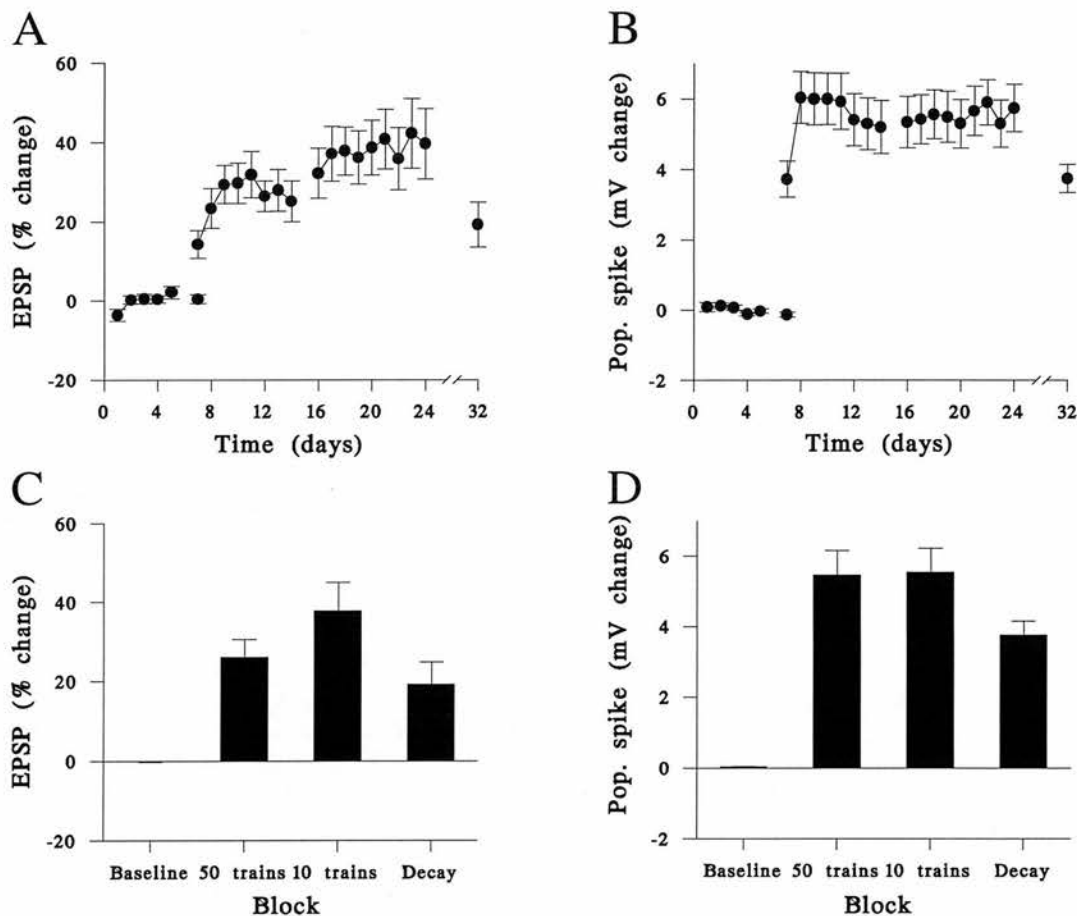 A
EPSP (% change)
60
40
20
0
-20
0 4 8 12 16 20 24 32
Time (days)
B
Pop. spike (mV change)
6
4
2
0
-2
0 4 8 12 16 20 24 32
Time (days)
C
EPSP (% change)
60
40
20
0
-20
Baseline 50 trains 10 trains Decay
Block
D
Pop. spike (mV change)
6
4
2
0
-2
Baseline 50 trains 10 trains Decay
Block